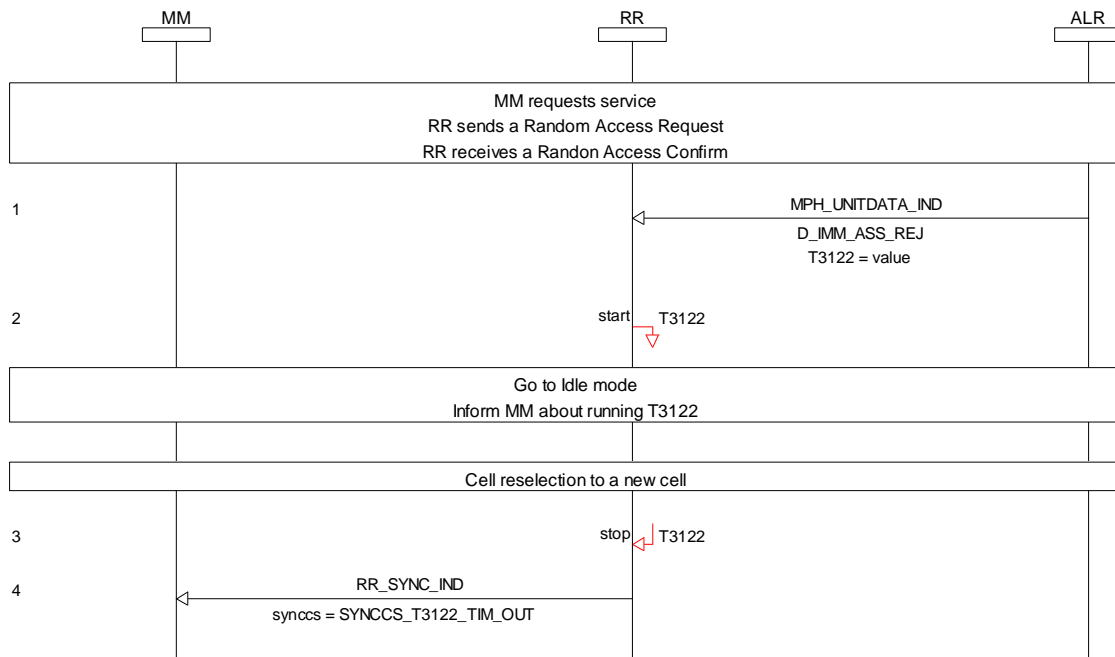 MM RR ALR
MM requests service
RR sends a Random Access Request
RR receives a Randon Access Confirm
1
MPH_UNITDATA_IND
D_IMM_ASS_REJ
T3122 = value
2
start T3122
Go to Idle mode
Inform MM about running T3122
Cell reselection to a new cell
3
stop T3122
4
RR_SYNC_IND
synccs = SYNCCS_T3122_TIM_OUT